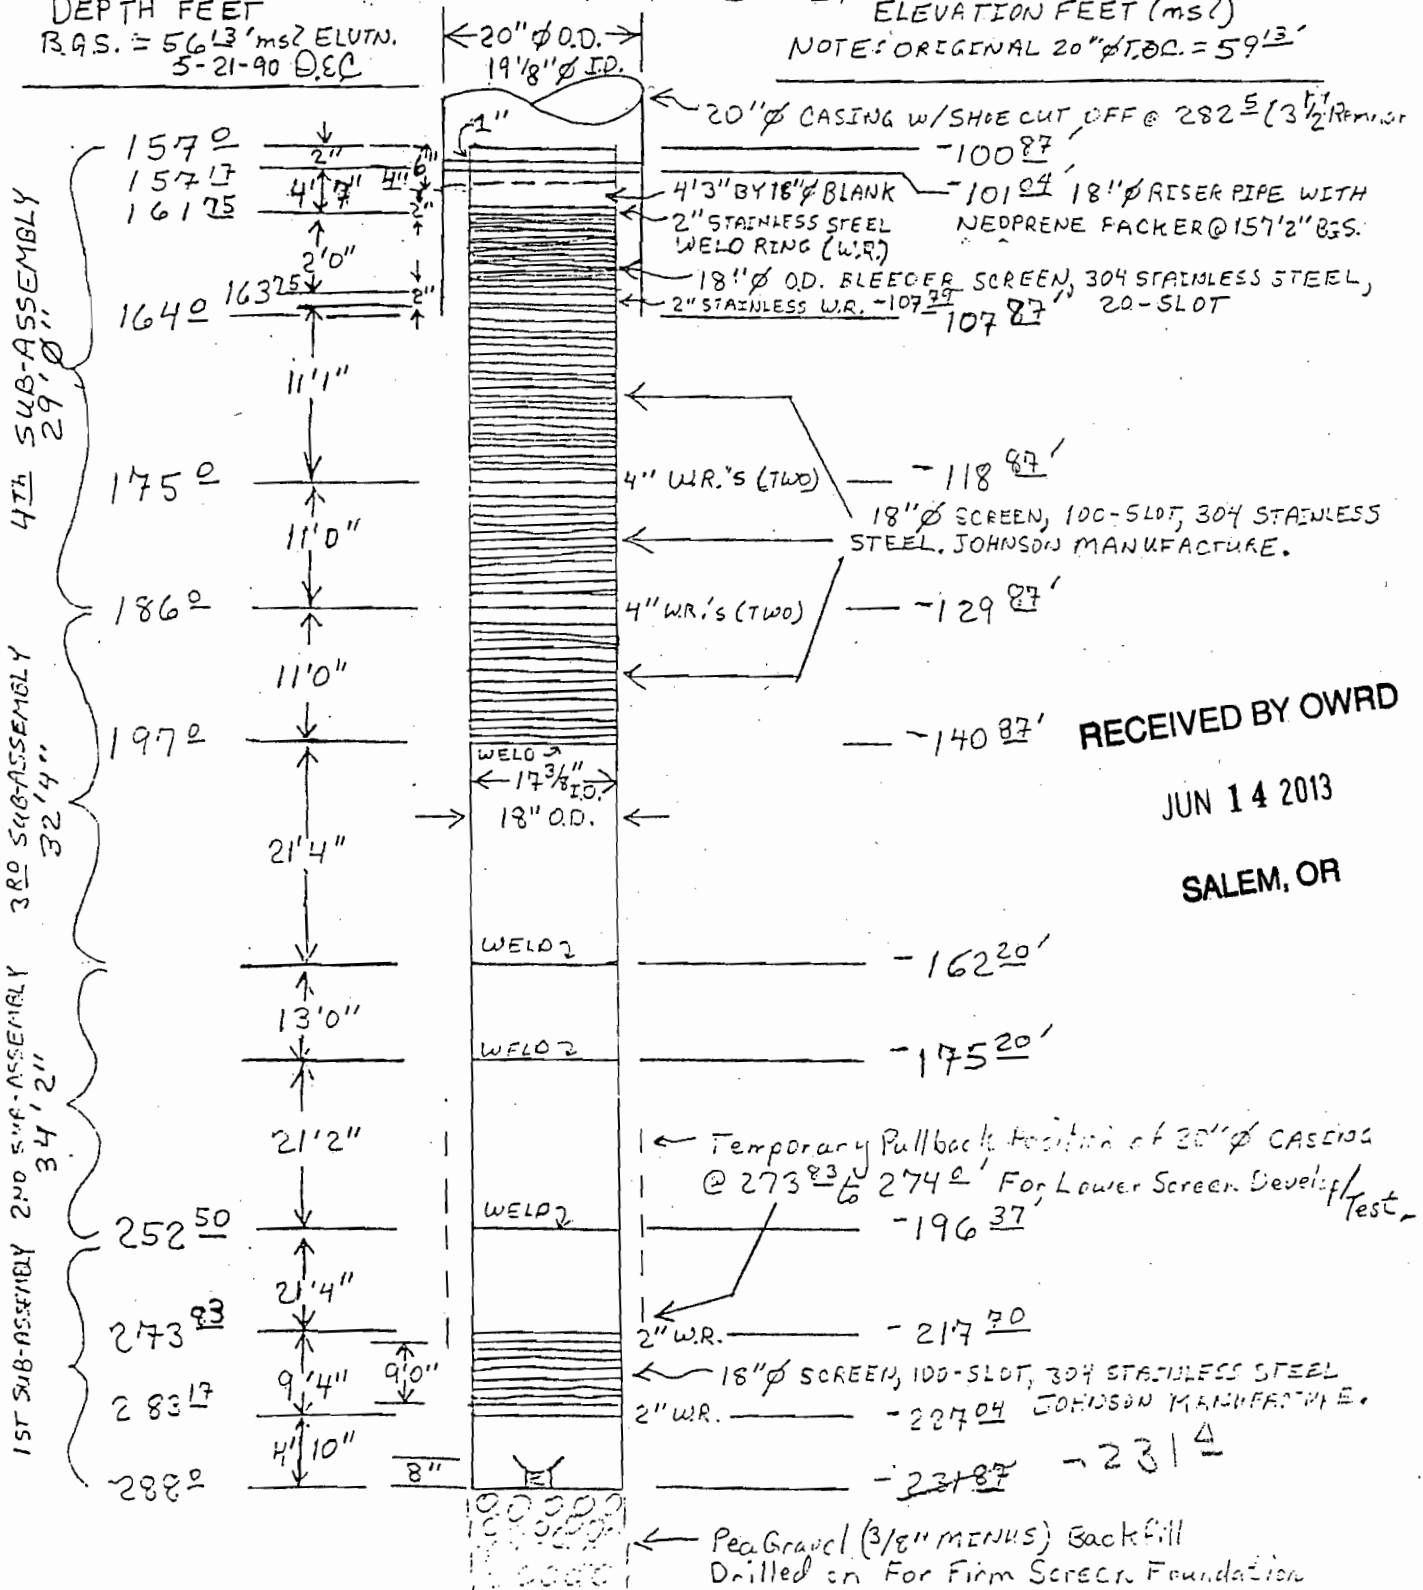 DEPTH FEET
B.G.S. = 56.13' msl ELVTN.
5-21-90 D.E.C
ELEVATION FEET (msl)
NOTE: ORIGINAL 20"Ø T.O.C. = 59.13'
20"Ø O.D.
19 1/8"Ø I.D.
20"Ø CASING W/SHOE CUT OFF @ 282.5
1"
157.0
2"
6"
-100.87'
157.17
4'7"
4"
4'3" BY 18"Ø BLANK
-101.04'
18"Ø RISER PIPE WITH
NEOPRENE PACKER @ 157'2" BGS.
161.75
2"
2" STAINLESS STEEL
WELD RING (W.R.)
2'0"
18"Ø O.D. BLEEDER SCREEN, 304 STAINLESS STEEL,
20-SLOT
163.75
2"
2" STAINLESS W.R. -107.79
164.0
-107.87'
4Th SUB-ASSEMBLY
29'0"
11'1"
175.0
4" W.R.'s (TWO)
-118.87'
11'0"
18"Ø SCREEN, 100-SLOT, 304 STAINLESS
STEEL. JOHNSON MANUFACTURE.
186.0
4" W.R.'s (TWO)
-129.87'
11'0"
197.0
-140.87'
RECEIVED BY OWRD
JUN 14 2013
SALEM, OR
WELD
17 3/8" I.D.
18" O.D.
3RD SUB-ASSEMBLY
32'4"
21'4"
WELD
-162.20'
13'0"
WELD
-175.20'
2ND SUB-ASSEMBLY
34'2"
21'2"
Temporary Pullback Position of 20"Ø CASING
@ 273.83 to 274.0' For Lower Screen Develop/Test
252.50
WELD
-196.37'
1ST SUB-ASSEMBLY
21'4"
273.83
2" W.R.
-217.70
9'4"
9'0"
18"Ø SCREEN, 100-SLOT, 304 STAINLESS STEEL
JOHNSON MANUFACTURE.
283.17
2" W.R.
-227.04
4'10"
8"
288.0
-231.87
-231
Pea Gravel (3/8" MINUS) Backfill
Drilled in For Firm Screen Foundation